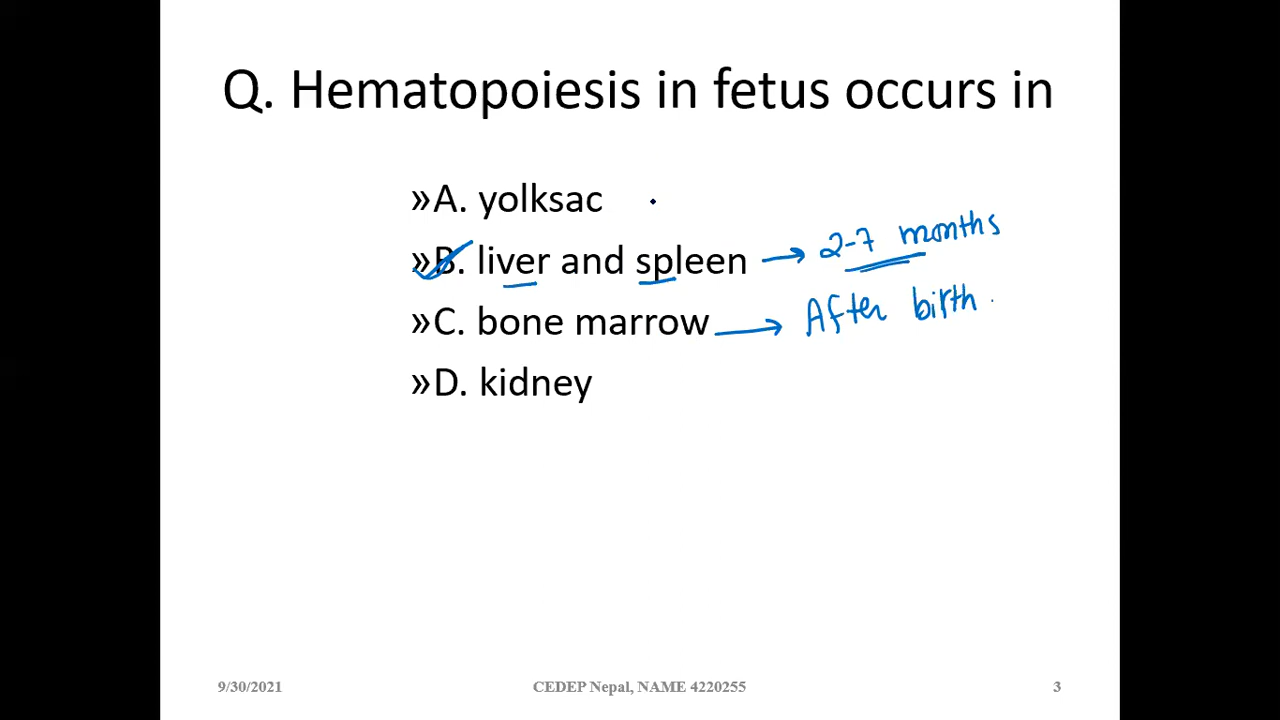 Q. Hematopoiesis in fetus occurs in
»A. yolksac
»B. liver and spleen → 2-7 months
»C. bone marrow → After birth
»D. kidney
9/30/2021 CEDEP Nepal, NAME 4220255 3